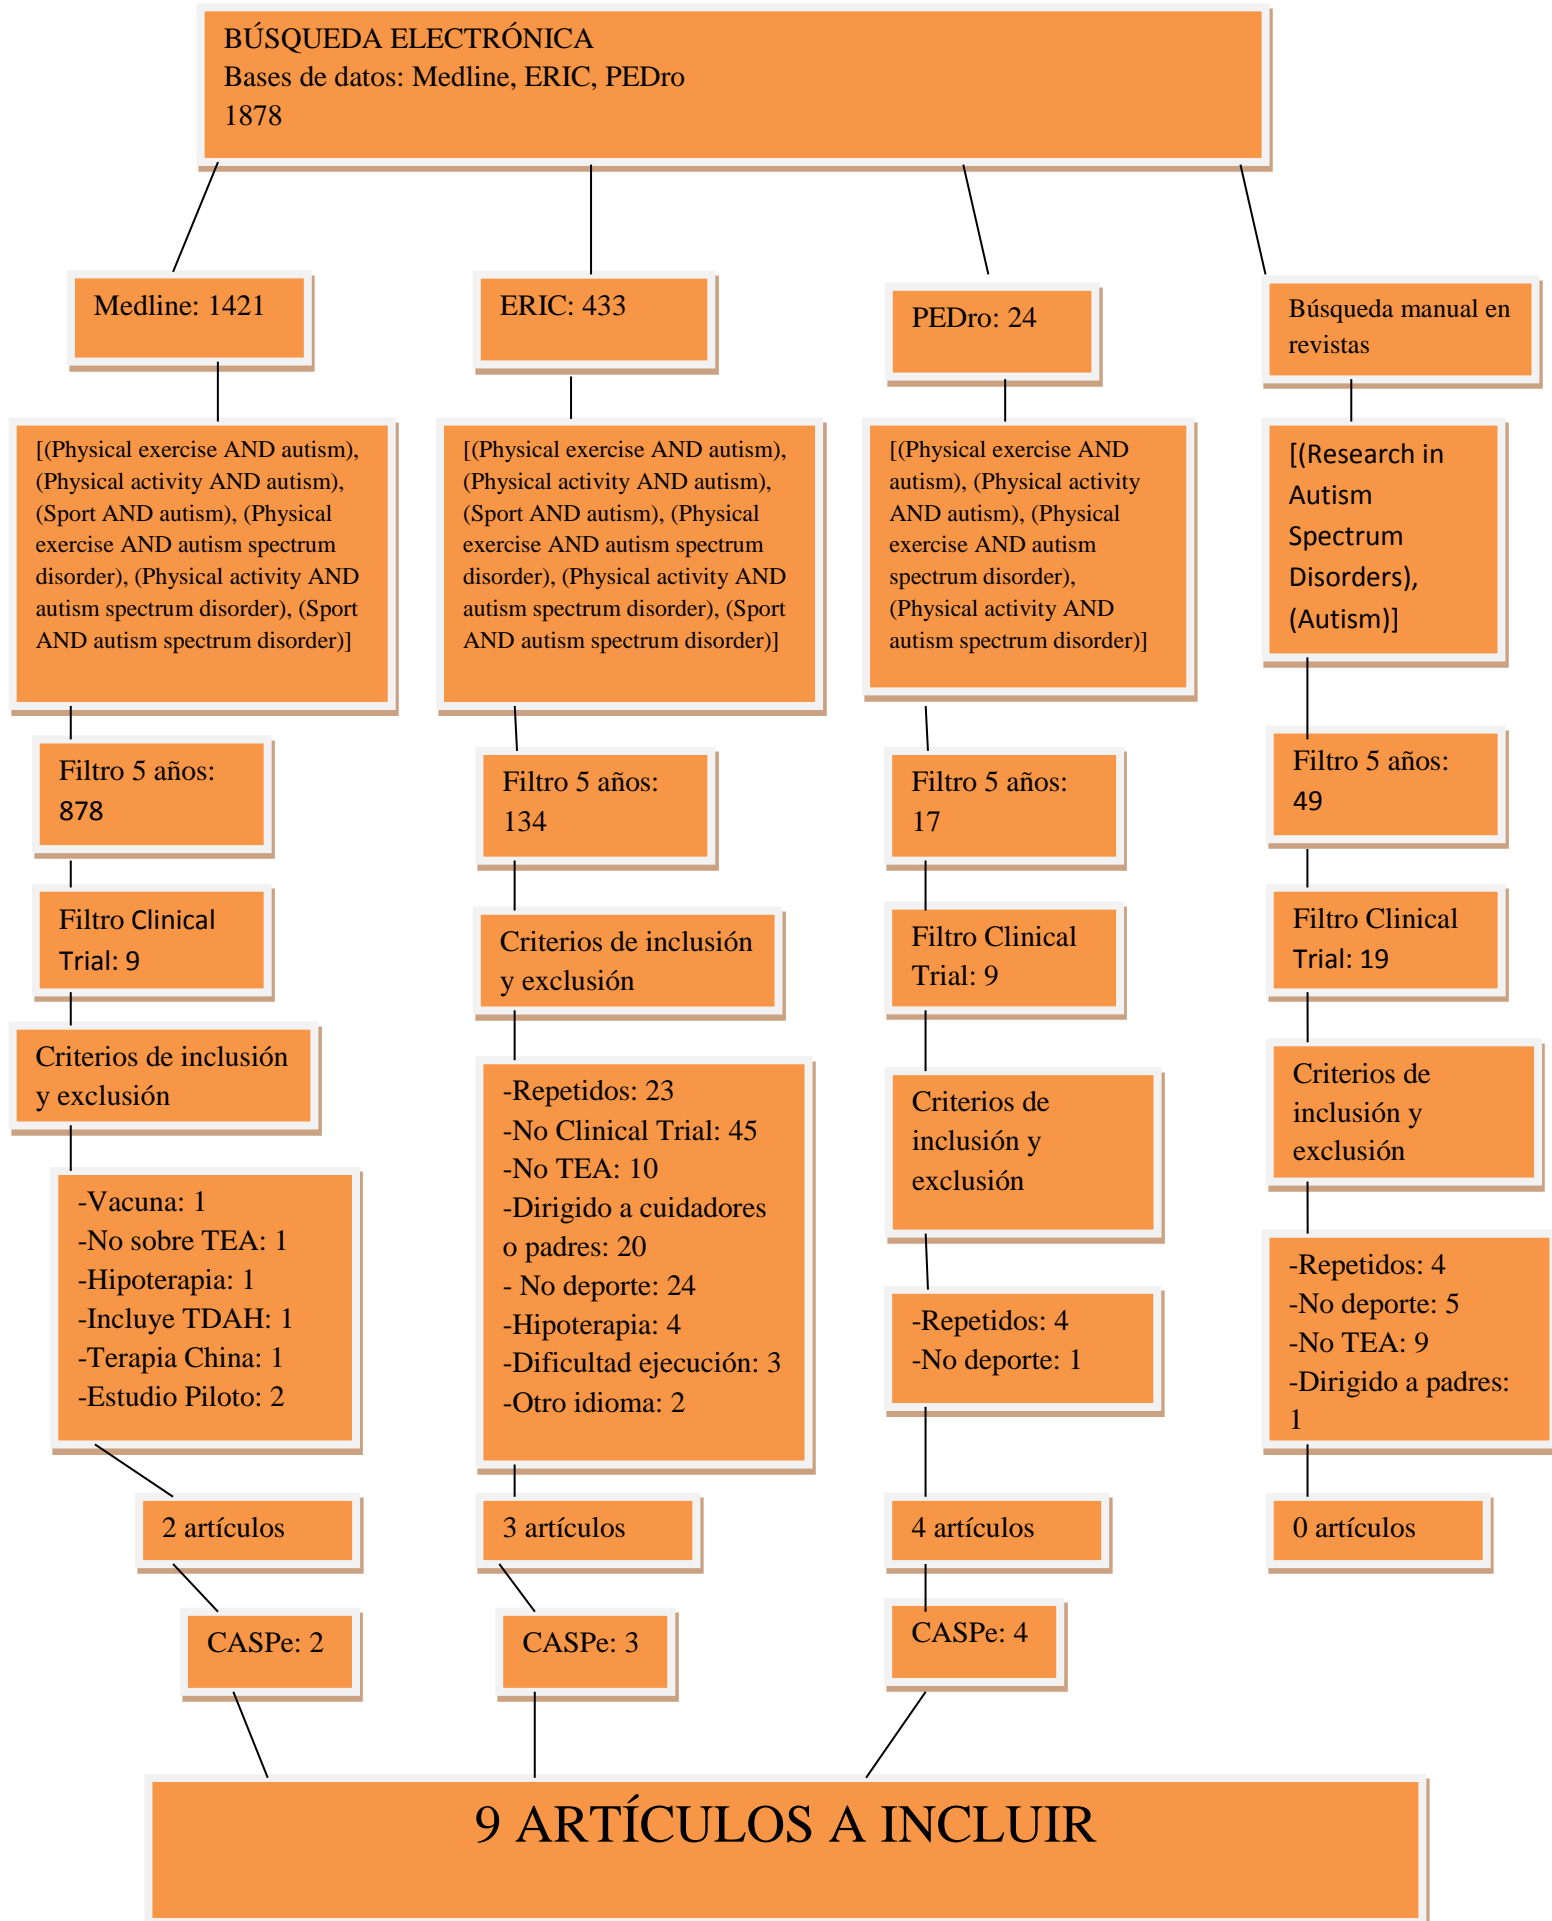 BÚSQUEDA ELECTRÓNICA
Bases de datos: Medline, ERIC, PEDro
1878
Medline: 1421
ERIC: 433
PEDro: 24
Búsqueda manual en
revistas
[(Physical exercise AND autism),
(Physical activity AND autism),
(Sport AND autism), (Physical
exercise AND autism spectrum
disorder), (Physical activity AND
autism spectrum disorder), (Sport
AND autism spectrum disorder)]
[(Physical exercise AND autism),
(Physical activity AND autism),
(Sport AND autism), (Physical
exercise AND autism spectrum
disorder), (Physical activity AND
autism spectrum disorder), (Sport
AND autism spectrum disorder)]
[(Physical exercise AND
autism), (Physical activity
AND autism), (Physical
exercise AND autism
spectrum disorder),
(Physical activity AND
autism spectrum disorder)]
[(Research in
Autism
Spectrum
Disorders),
(Autism)]
Filtro 5 años:
878
Filtro 5 años:
134
Filtro 5 años:
17
Filtro 5 años:
49
Filtro Clinical
Trial: 9
Criterios de inclusión
y exclusión
Filtro Clinical
Trial: 9
Filtro Clinical
Trial: 19
Criterios de inclusión
y exclusión
-Repetidos: 23
-No Clinical Trial: 45
-No TEA: 10
-Dirigido a cuidadores
o padres: 20
- No deporte: 24
-Hipoterapia: 4
-Dificultad ejecución: 3
-Otro idioma: 2
Criterios de
inclusión y
exclusión
Criterios de
inclusión y
exclusión
-Vacuna: 1
-No sobre TEA: 1
-Hipoterapia: 1
-Incluye TDAH: 1
-Terapia China: 1
-Estudio Piloto: 2
-Repetidos: 4
-No deporte: 1
-Repetidos: 4
-No deporte: 5
-No TEA: 9
-Dirigido a padres:
1
2 artículos
3 artículos
4 artículos
0 artículos
CASPe: 2
CASPe: 3
CASPe: 4
9 ARTÍCULOS A INCLUIR